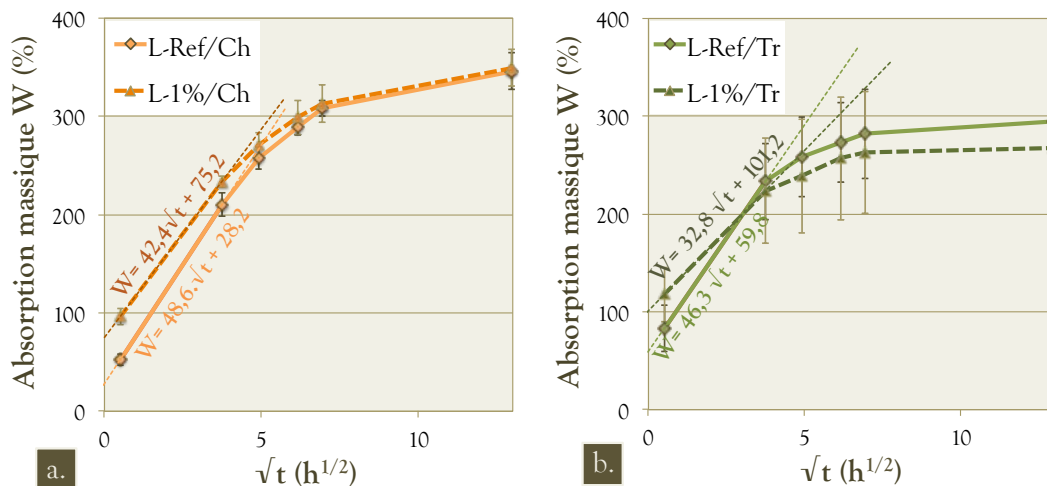 Absorption massique W (%)
400
300
200
100
0
L-Ref/Ch
L-1%/Ch
W= 42,4√t + 75,2
W= 48,6.√t + 28,2
0
5
10
√t (h1/2)
a.
Absorption massique W (%)
400
300
200
100
0
L-Ref/Tr
L-1%/Tr
W= 32,8 √t + 101,2
W= 46,3 √t + 59,8
0
5
10
√t (h1/2)
b.